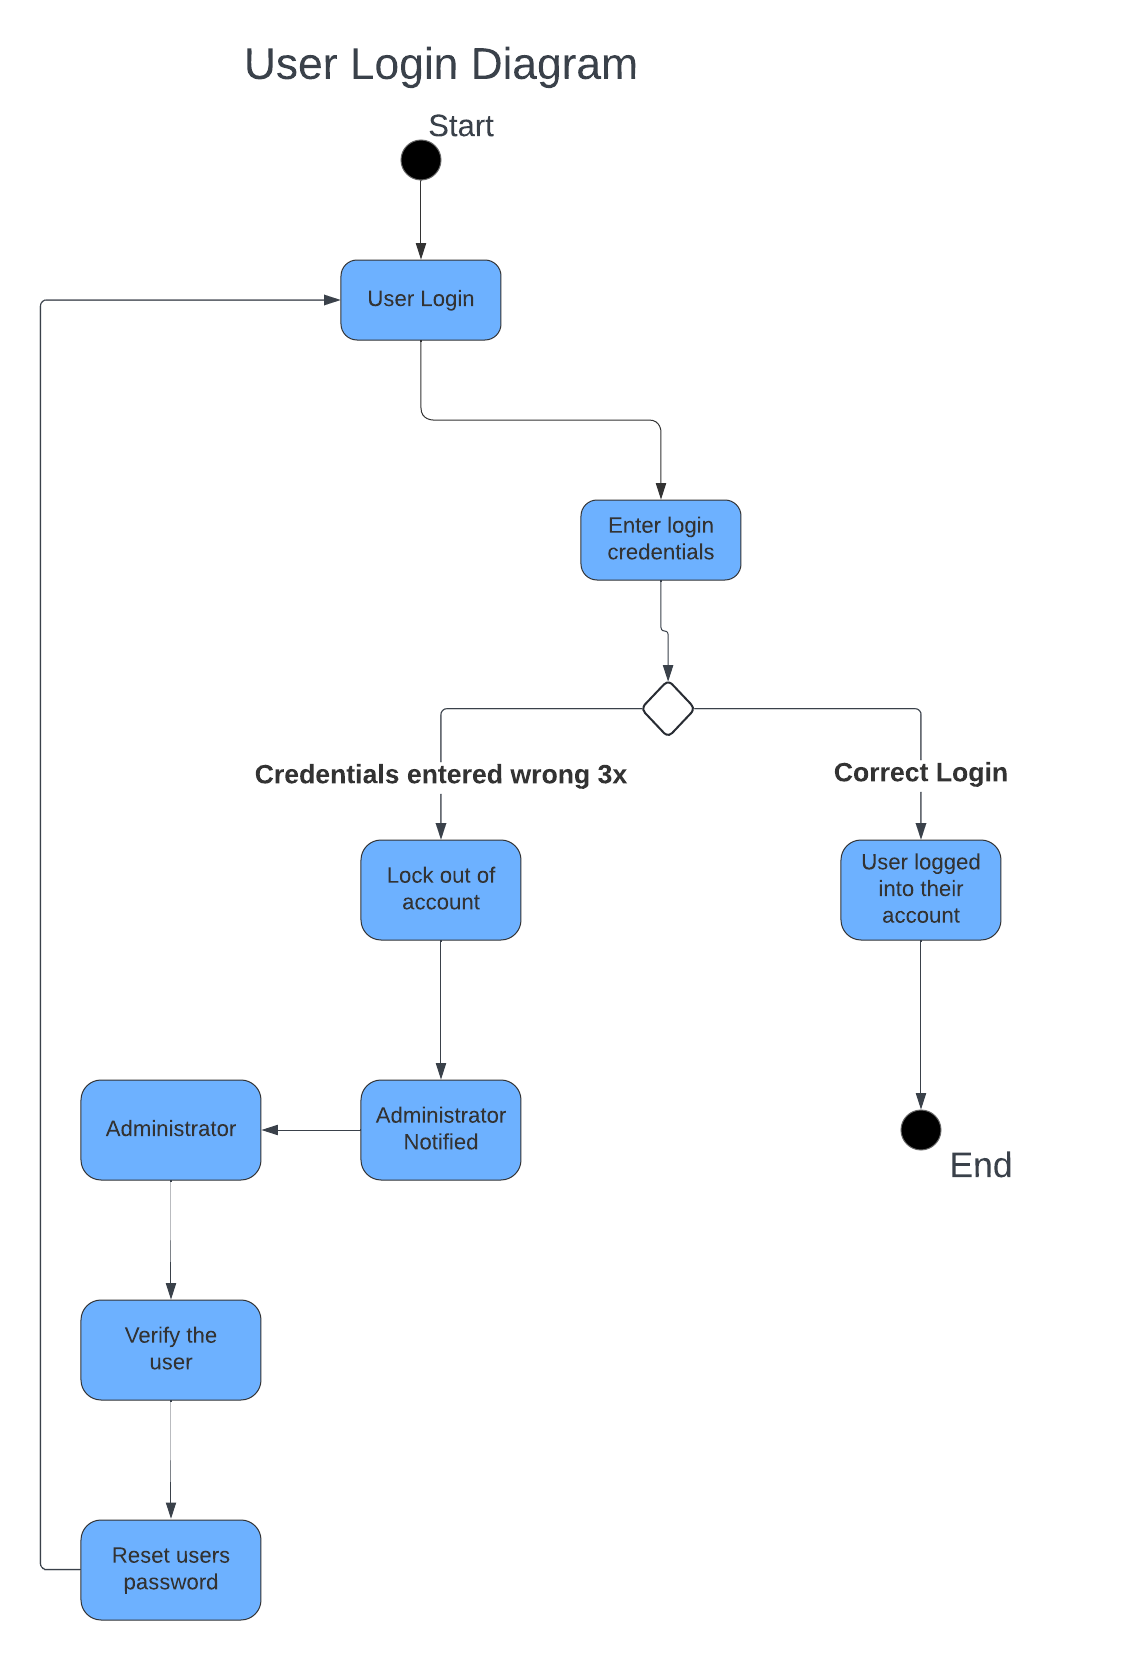 User Login Diagram
Start
User Login
Enter login
credentials
Credentials entered wrong 3x
Correct Login
Lock out of
account
User logged
into their
account
Administrator
Administrator
Notified
End
Verify the
user
Reset users
password